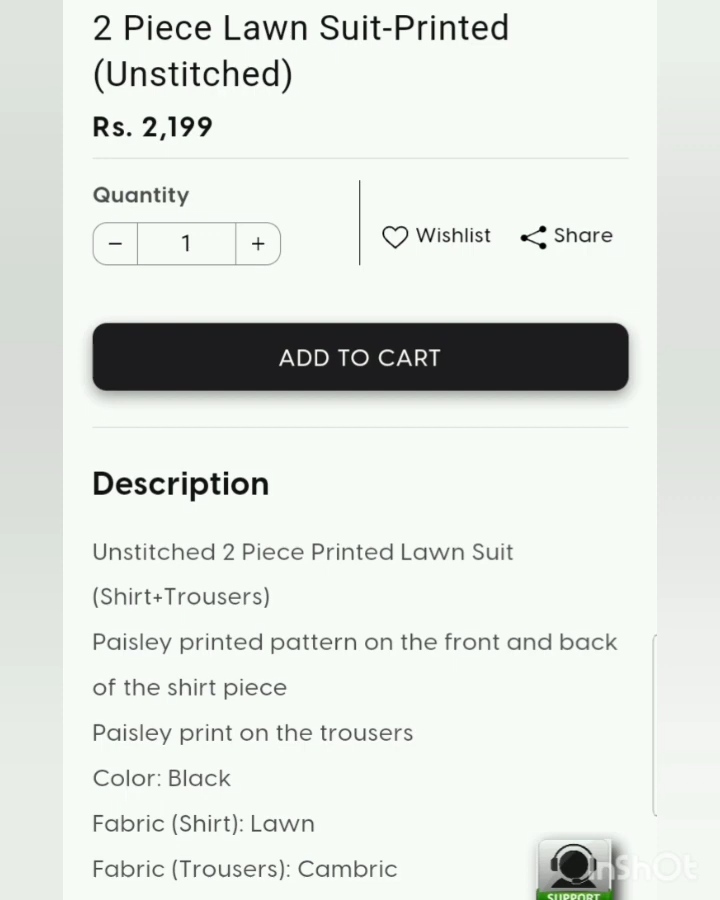 2 Piece Lawn Suit-Printed
(Unstitched)
Rs. 2,199
Quantity
− 1 +
Wishlist
Share
ADD TO CART
Description
Unstitched 2 Piece Printed Lawn Suit
(Shirt+Trousers)
Paisley printed pattern on the front and back
of the shirt piece
Paisley print on the trousers
Color: Black
Fabric (Shirt): Lawn
Fabric (Trousers): Cambric
InShOt
SUPPORT